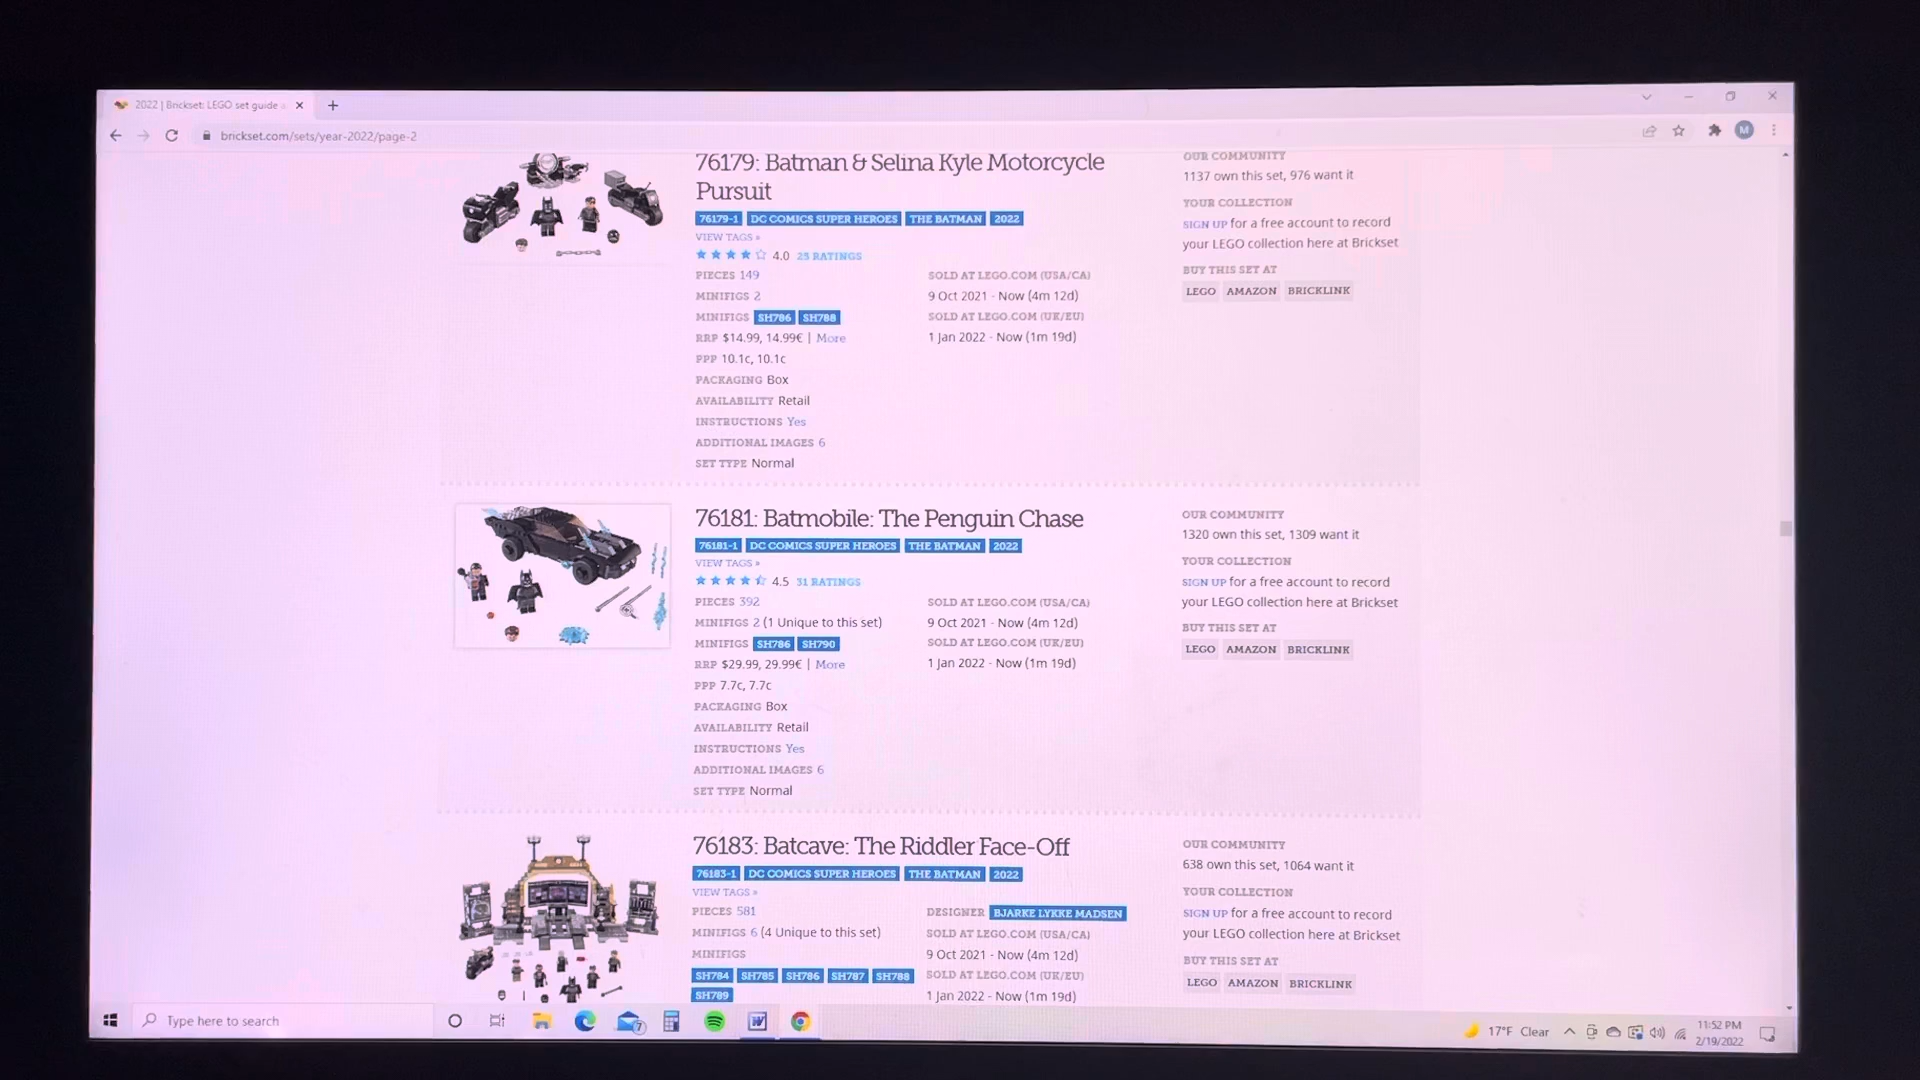 2022 | Brickset: LEGO set guide
brickset.com/sets/year-2022/page-2
M
76179: Batman & Selina Kyle Motorcycle
Pursuit
76179-1 DC COMICS SUPER HEROES THE BATMAN 2022
VIEW TAGS »
4.0 25 RATINGS
PIECES 149
MINIFIGS 2
MINIFIGS SH786 SH788
RRP $14.99, 14.99€ | More
PPP 10.1c, 10.1c
PACKAGING Box
AVAILABILITY Retail
INSTRUCTIONS Yes
ADDITIONAL IMAGES 6
SET TYPE Normal
SOLD AT LEGO.COM (USA/CA)
9 Oct 2021 - Now (4m 12d)
SOLD AT LEGO.COM (UK/EU)
1 Jan 2022 - Now (1m 19d)
OUR COMMUNITY
1137 own this set, 976 want it
YOUR COLLECTION
SIGN UP for a free account to record
your LEGO collection here at Brickset
BUY THIS SET AT
LEGO AMAZON BRICKLINK
76181: Batmobile: The Penguin Chase
76181-1 DC COMICS SUPER HEROES THE BATMAN 2022
VIEW TAGS »
4.5 31 RATINGS
PIECES 392
MINIFIGS 2 (1 Unique to this set)
MINIFIGS SH786 SH790
RRP $29.99, 29.99€ | More
PPP 7.7c, 7.7c
PACKAGING Box
AVAILABILITY Retail
INSTRUCTIONS Yes
ADDITIONAL IMAGES 6
SET TYPE Normal
SOLD AT LEGO.COM (USA/CA)
9 Oct 2021 - Now (4m 12d)
SOLD AT LEGO.COM (UK/EU)
1 Jan 2022 - Now (1m 19d)
OUR COMMUNITY
1320 own this set, 1309 want it
YOUR COLLECTION
SIGN UP for a free account to record
your LEGO collection here at Brickset
BUY THIS SET AT
LEGO AMAZON BRICKLINK
76183: Batcave: The Riddler Face-Off
76183-1 DC COMICS SUPER HEROES THE BATMAN 2022
VIEW TAGS »
PIECES 581
MINIFIGS 6 (4 Unique to this set)
MINIFIGS
SH784 SH785 SH786 SH787 SH788
SH789
DESIGNER BJARKE LYKKE MADSEN
SOLD AT LEGO.COM (USA/CA)
9 Oct 2021 - Now (4m 12d)
SOLD AT LEGO.COM (UK/EU)
1 Jan 2022 - Now (1m 19d)
OUR COMMUNITY
638 own this set, 1064 want it
YOUR COLLECTION
SIGN UP for a free account to record
your LEGO collection here at Brickset
BUY THIS SET AT
LEGO AMAZON BRICKLINK
Type here to search
7
W
17°F Clear
11:52 PM
2/19/2022